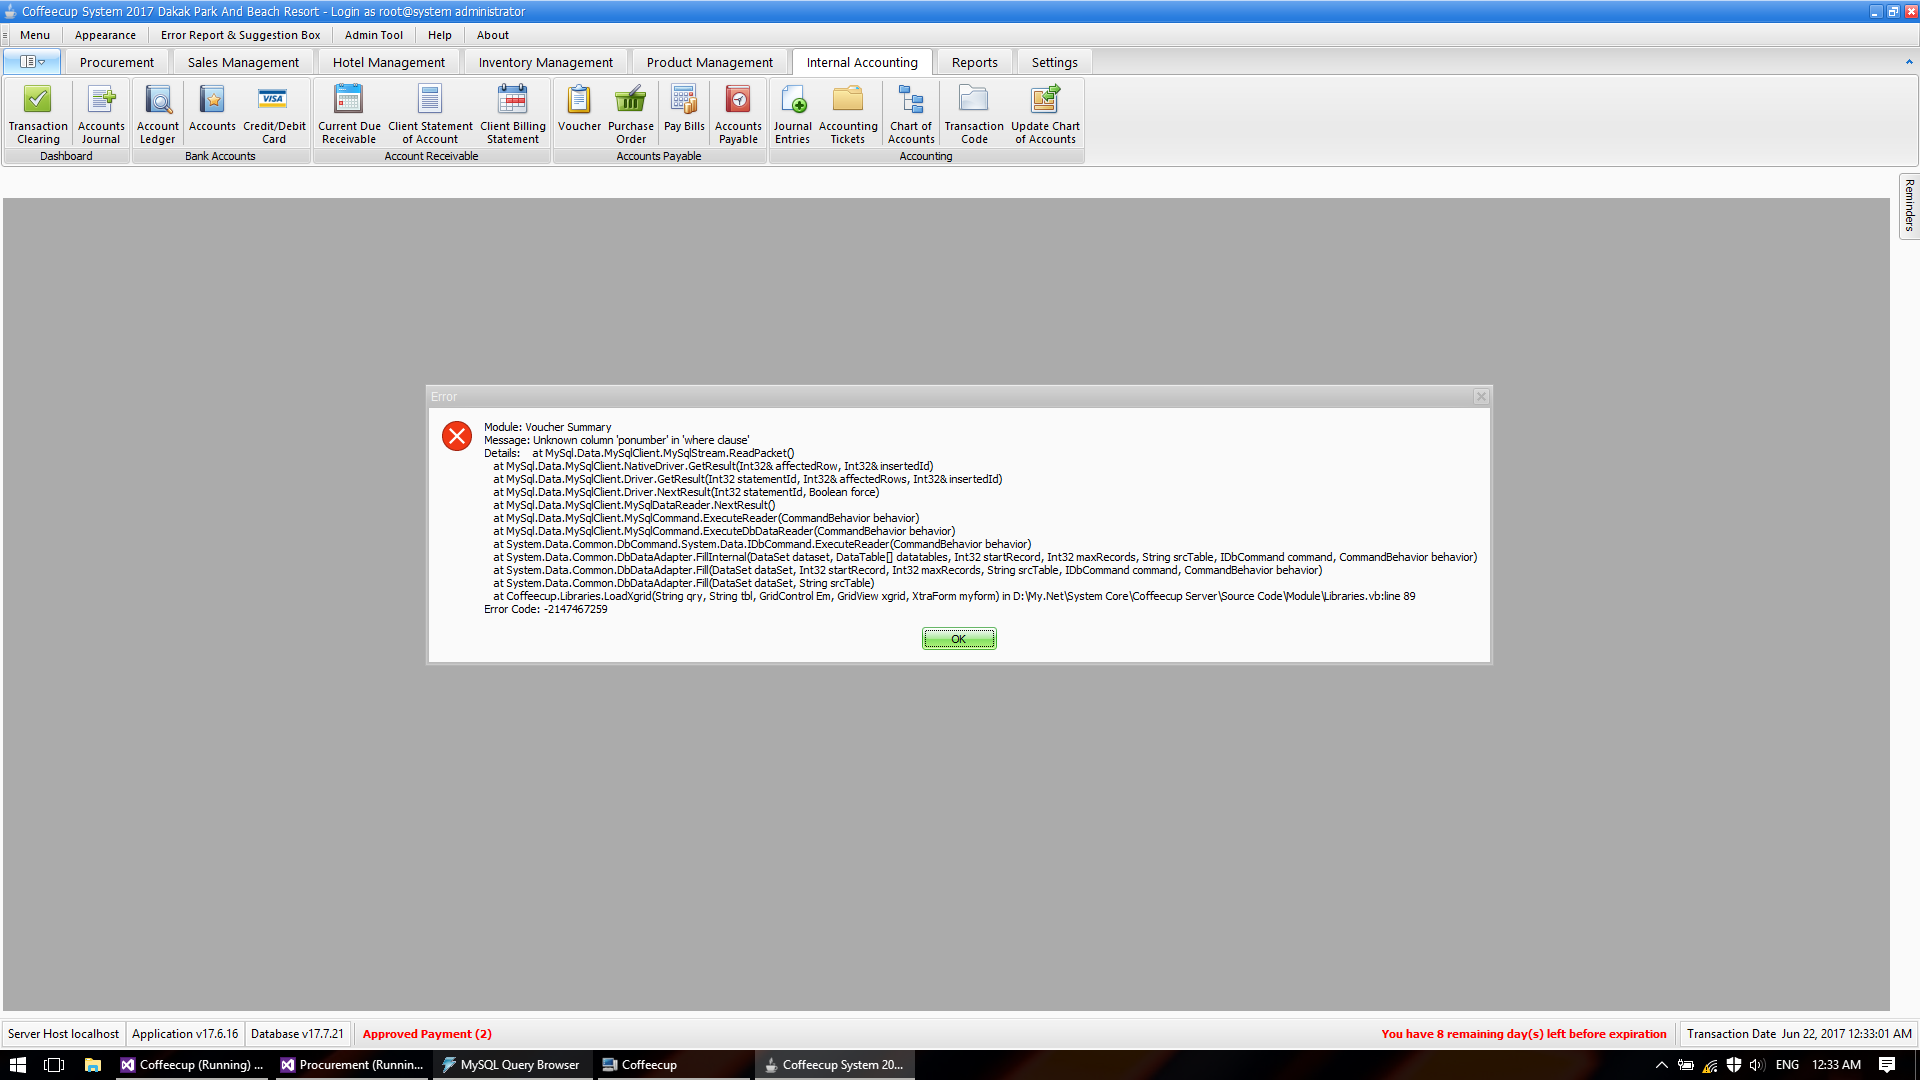 Coffeecup System 2017 Dakak Park And Beach Resort - Login as root@system administrator
Menu Appearance Error Report & Suggestion Box Admin Tool Help About
Procurement Sales Management Hotel Management Inventory Management Product Management Internal Accounting Reports Settings
Transaction Clearing
Accounts Journal
Account Ledger
Accounts
Credit/Debit Card
Current Due Receivable
Client Statement of Account
Client Billing Statement
Voucher
Purchase Order
Pay Bills
Accounts Payable
Journal Entries
Accounting Tickets
Chart of Accounts
Transaction Code
Update Chart of Accounts
Dashboard Bank Accounts Account Receivable Accounts Payable Accounting
VISA
Reminders
Error
Module: Voucher Summary
Message: Unknown column 'ponumber' in 'where clause'
Details: at MySql.Data.MySqlClient.MySqlStream.ReadPacket()
at MySql.Data.MySqlClient.NativeDriver.GetResult(Int32& affectedRow, Int32& insertedId)
at MySql.Data.MySqlClient.Driver.GetResult(Int32 statementId, Int32& affectedRows, Int32& insertedId)
at MySql.Data.MySqlClient.Driver.NextResult(Int32 statementId, Boolean force)
at MySql.Data.MySqlClient.MySqlDataReader.NextResult()
at MySql.Data.MySqlClient.MySqlCommand.ExecuteReader(CommandBehavior behavior)
at MySql.Data.MySqlClient.MySqlCommand.ExecuteDbDataReader(CommandBehavior behavior)
at System.Data.Common.DbCommand.System.Data.IDbCommand.ExecuteReader(CommandBehavior behavior)
at System.Data.Common.DbDataAdapter.FillInternal(DataSet dataset, DataTable[] datatables, Int32 startRecord, Int32 maxRecords, String srcTable, IDbCommand command, CommandBehavior behavior)
at System.Data.Common.DbDataAdapter.Fill(DataSet dataSet, Int32 startRecord, Int32 maxRecords, String srcTable, IDbCommand command, CommandBehavior behavior)
at System.Data.Common.DbDataAdapter.Fill(DataSet dataSet, String srcTable)
at Coffeecup.Libraries.LoadXgrid(String qry, String tbl, GridControl Em, GridView xgrid, XtraForm myform) in D:\My.Net\System Core\Coffeecup Server\Source Code\Module\Libraries.vb:line 89
Error Code: -2147467259
OK
Server Host localhost Application v17.6.16 Database v17.7.21 Approved Payment (2) You have 8 remaining day(s) left before expiration Transaction Date Jun 22, 2017 12:33:01 AM
Coffeecup (Running) ... Procurement (Runnin... MySQL Query Browser Coffeecup Coffeecup System 20... ENG 12:33 AM